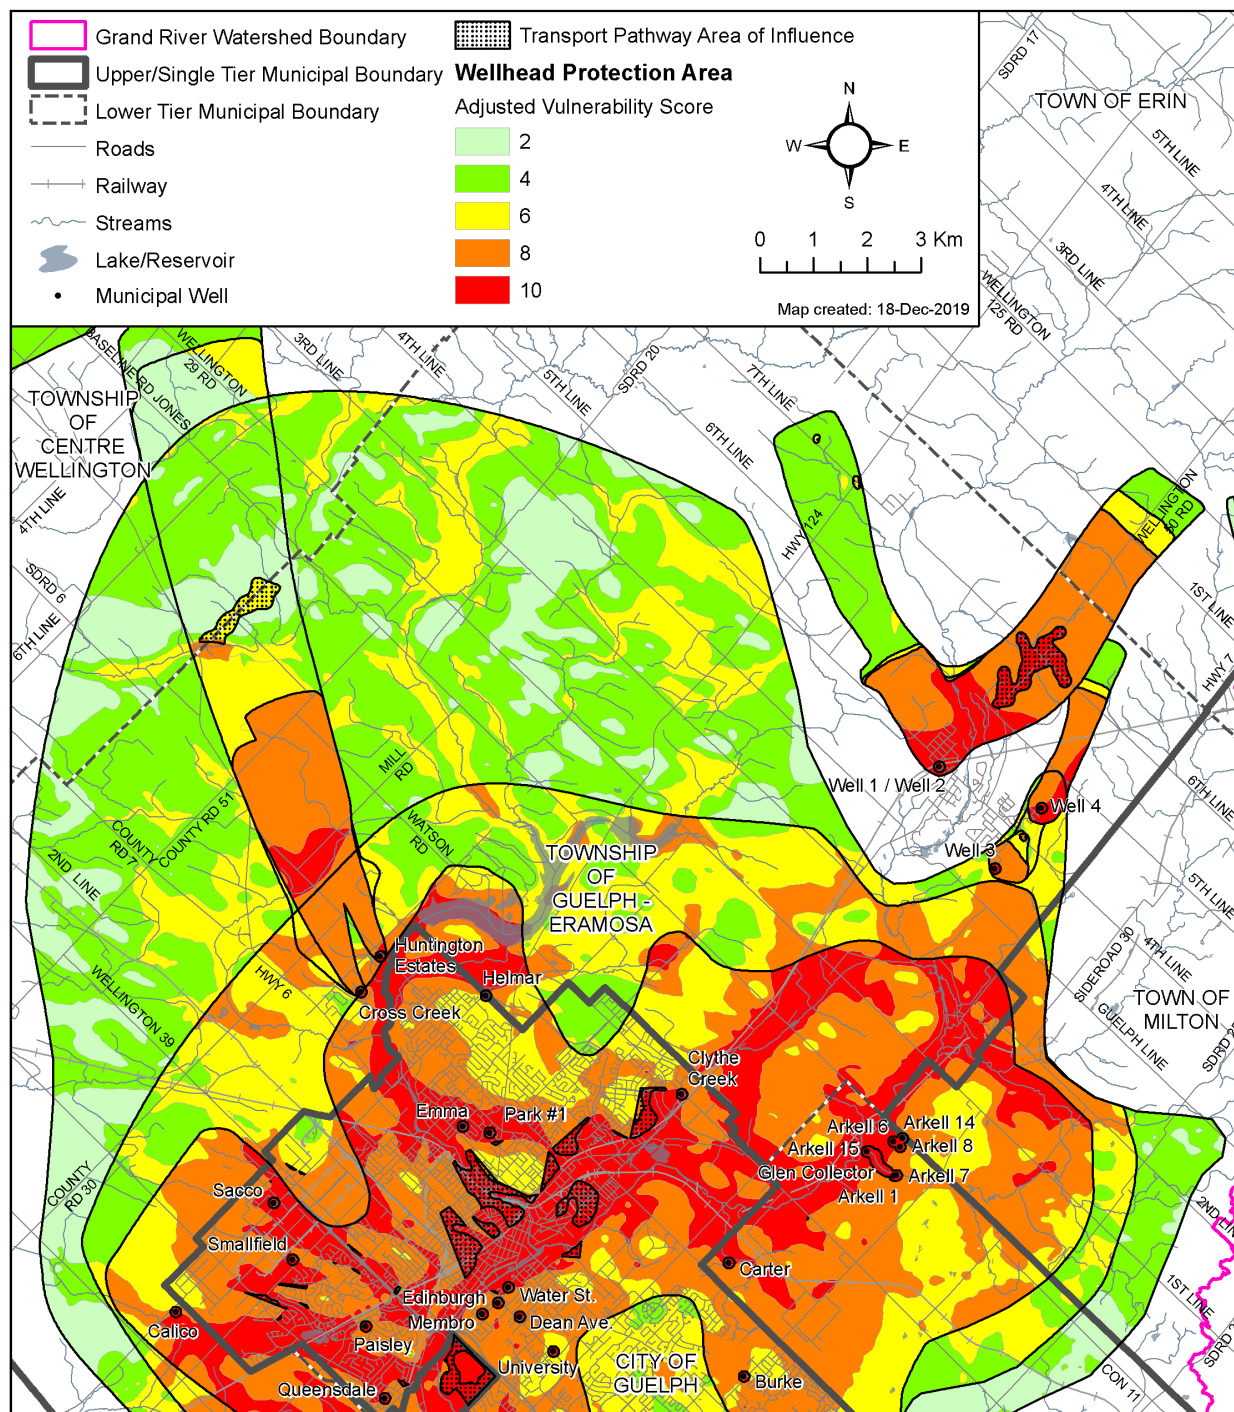 Grand River Watershed Boundary
Upper/Single Tier Municipal Boundary
Lower Tier Municipal Boundary
Roads
Railway
Streams
Lake/Reservoir
Municipal Well
Transport Pathway Area of Influence
Wellhead Protection Area
Adjusted Vulnerability Score
2
4
6
8
10
N
W
E
S
0 1 2 3 Km
Map created: 18-Dec-2019
SDRD 17
TOWN OF ERIN
5TH LINE
4TH LINE
3RD LINE
WELLINGTON
125 RD
BASELINE RD JONES
WELLINGTON
29 RD
3RD LINE
4TH LINE
5TH LINE
SDRD 20
7TH LINE
6TH LINE
TOWNSHIP
OF
CENTRE
WELLINGTON
4TH LINE
SDRD 6
6TH LINE
HWY 124
WELLINGTON
50 RD
1ST LINE
HWY 7
6TH LINE
5TH LINE
4TH LINE
SIDEROAD 30
GUELPH LINE
TOWN OF
MILTON
MILL
RD
COUNTY RD 51
COUNTY
RD 7
WATSON
RD
2ND LINE
Well 1 / Well 2
Well 4
Well 3
TOWNSHIP
OF
GUELPH -
ERAMOSA
HWY 6
WELLINGTON 39
Huntington
Estates
Helmar
Cross Creek
Clythe
Creek
Emma
Park #1
Arkell 6
Arkell 14
Arkell 15
Arkell 8
Glen Collector
Arkell 7
Arkell 1
COUNTY
RD 30
Sacco
Smallfield
Carter
Edinburgh
Water St.
Membro
Dean Ave.
Calico
Paisley
University
CITY OF
GUELPH
Queensdale
Burke
2ND LINE
1ST LINE
CON 11